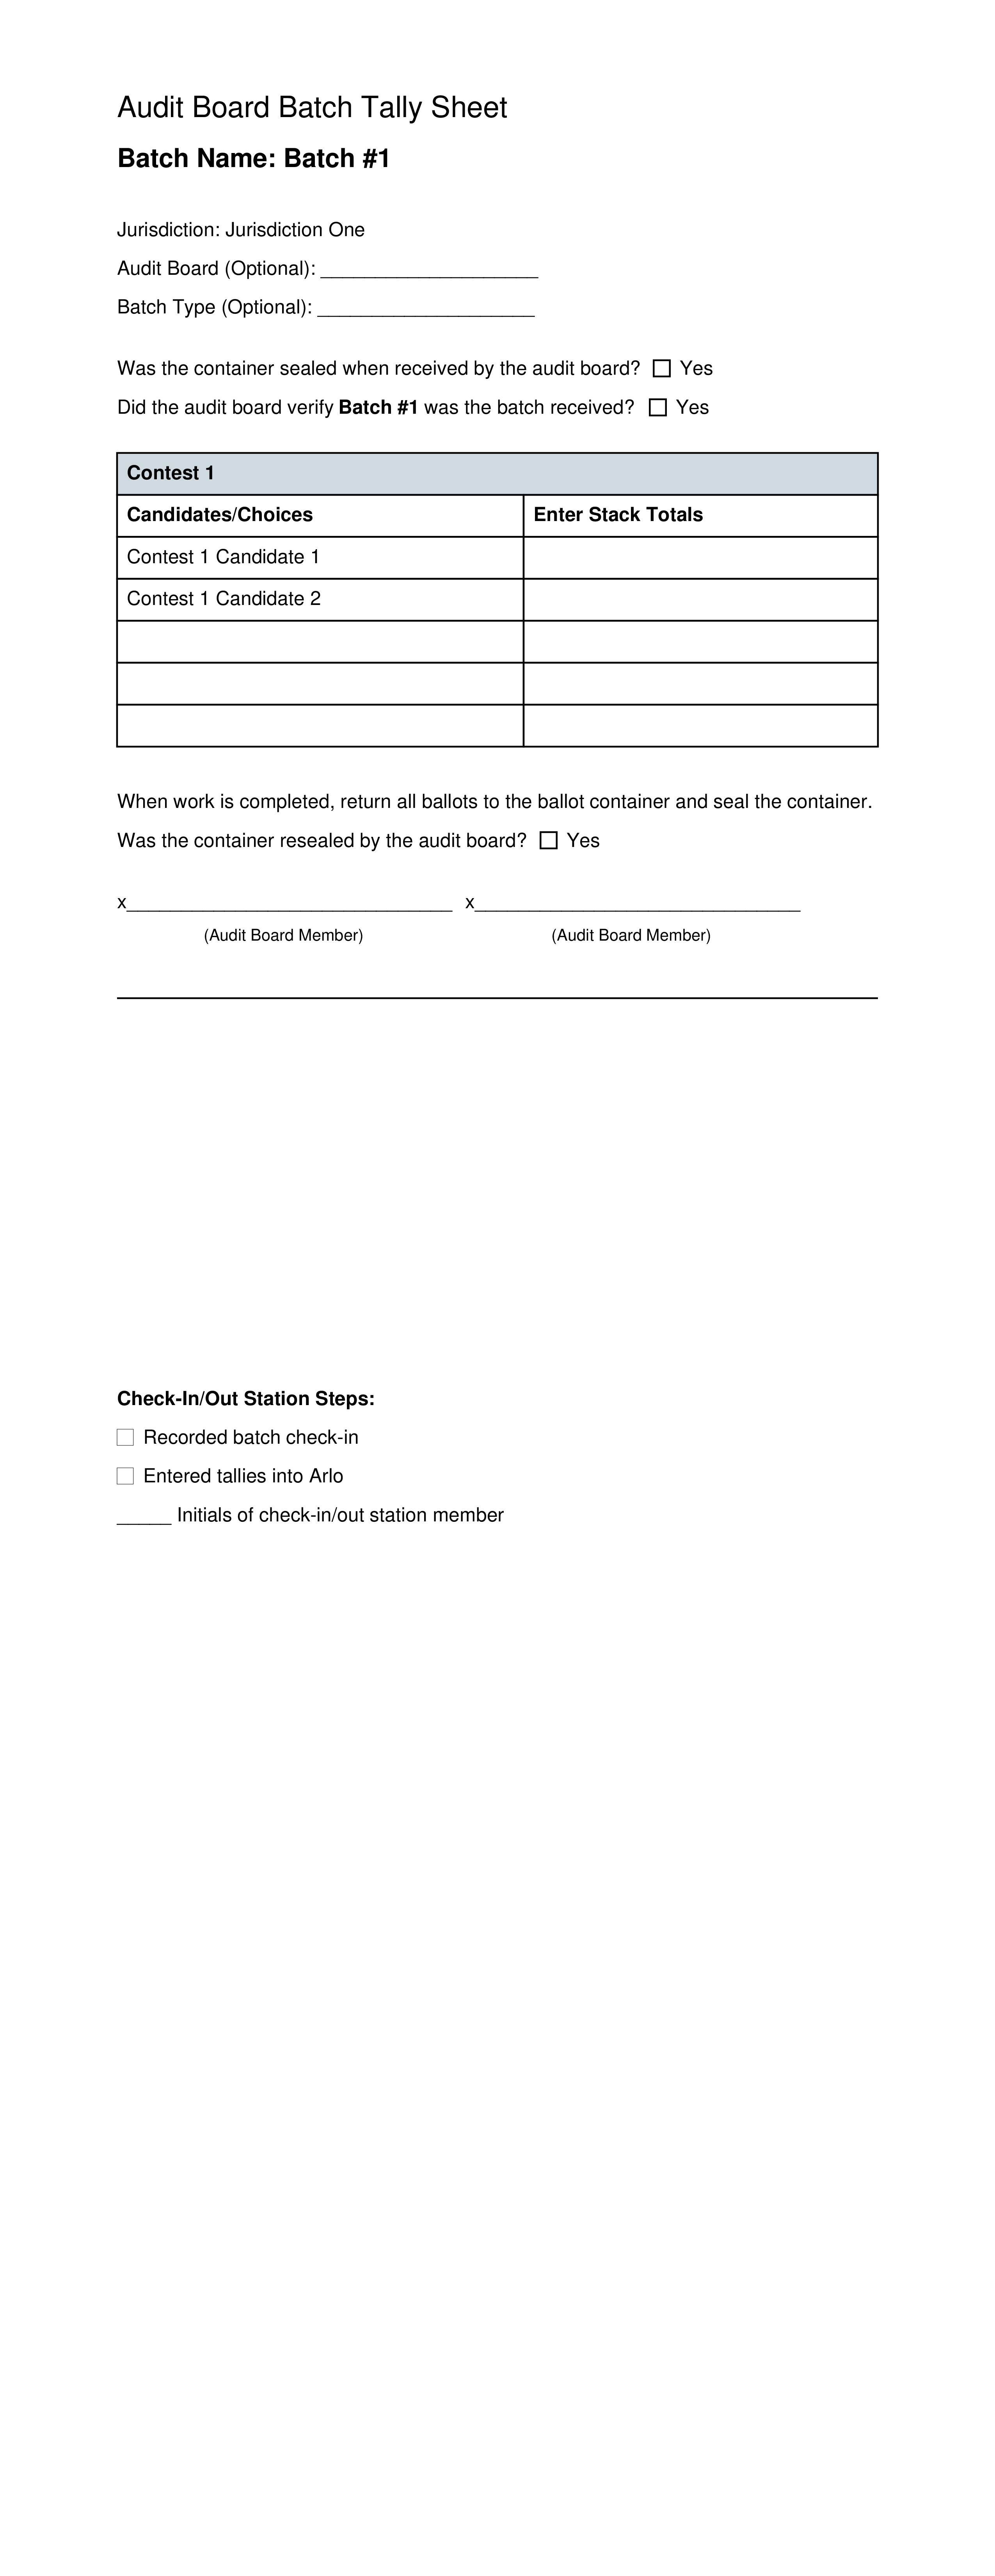 Audit Board Batch Tally Sheet
Batch Name: Batch #1
Jurisdiction: Jurisdiction One
Audit Board (Optional): ____________________
Batch Type (Optional): ____________________
Was the container sealed when received by the audit board? ☐ Yes
Did the audit board verify Batch #1 was the batch received? ☐ Yes
Contest 1
Candidates/Choices Enter Stack Totals
Contest 1 Candidate 1
Contest 1 Candidate 2
When work is completed, return all ballots to the ballot container and seal the container.
Was the container resealed by the audit board? ☐ Yes
x______________________________ x______________________________
(Audit Board Member) (Audit Board Member)
Check-In/Out Station Steps:
☐ Recorded batch check-in
☐ Entered tallies into Arlo
_____ Initials of check-in/out station member